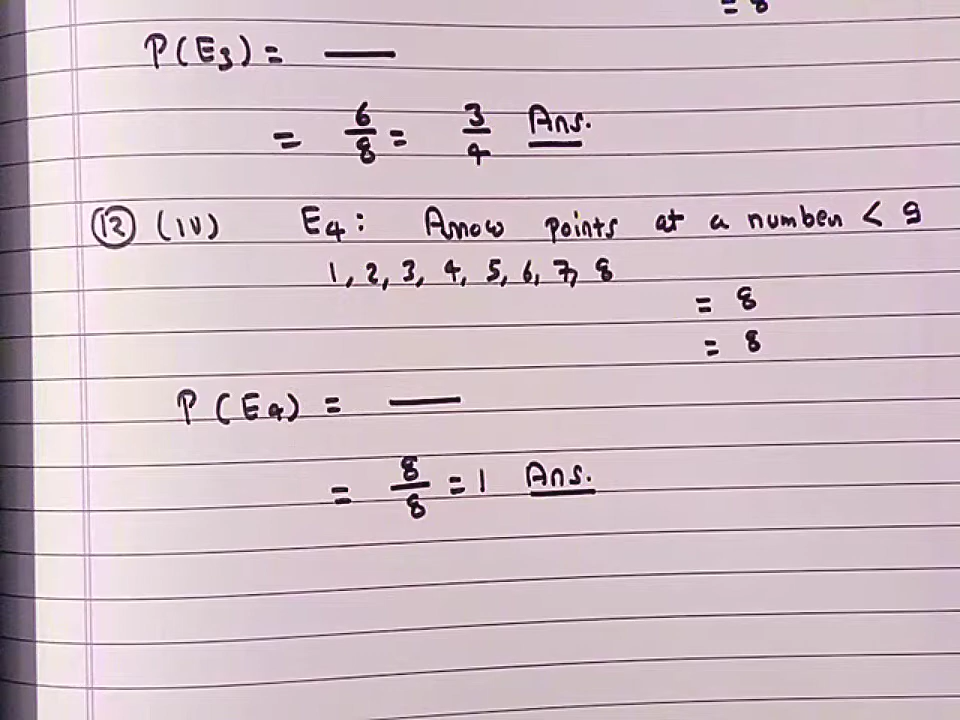 = 8
P(E3) = ——
= 6/8 = 3/4 Ans.
(12) (IV) E4: Arrow points at a number < 9
1, 2, 3, 4, 5, 6, 7, 8
= 8
= 8
P(E4) = ——
= 8/8 = 1 Ans.